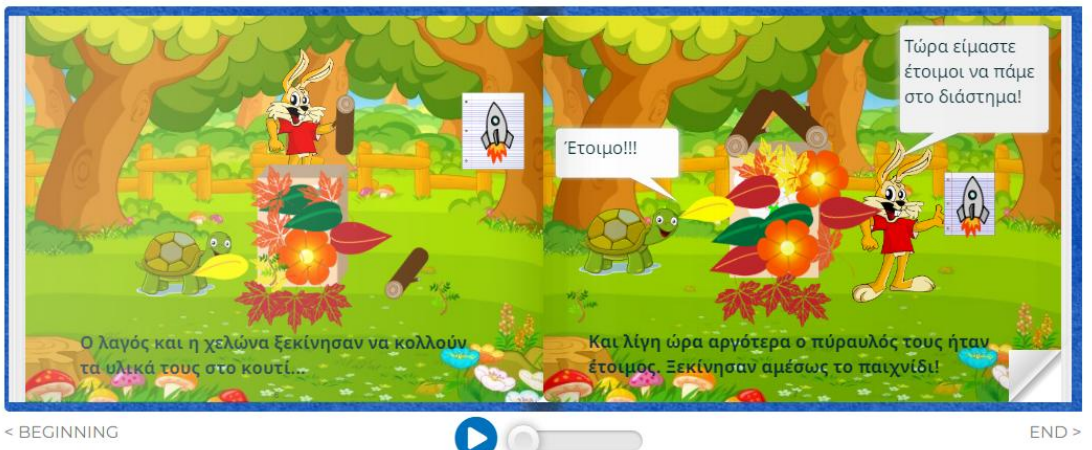 Ο λαγός και η χελώνα ξεκίνησαν να κολλούν
τα υλικά τους στο κουτί...
Έτοιμο!!!
Τώρα είμαστε
έτοιμοι να πάμε
στο διάστημα!
Και λίγη ώρα αργότερα ο πύραυλός τους ήταν
έτοιμος. Ξεκίνησαν αμέσως το παιχνίδι!
< BEGINNING
END >